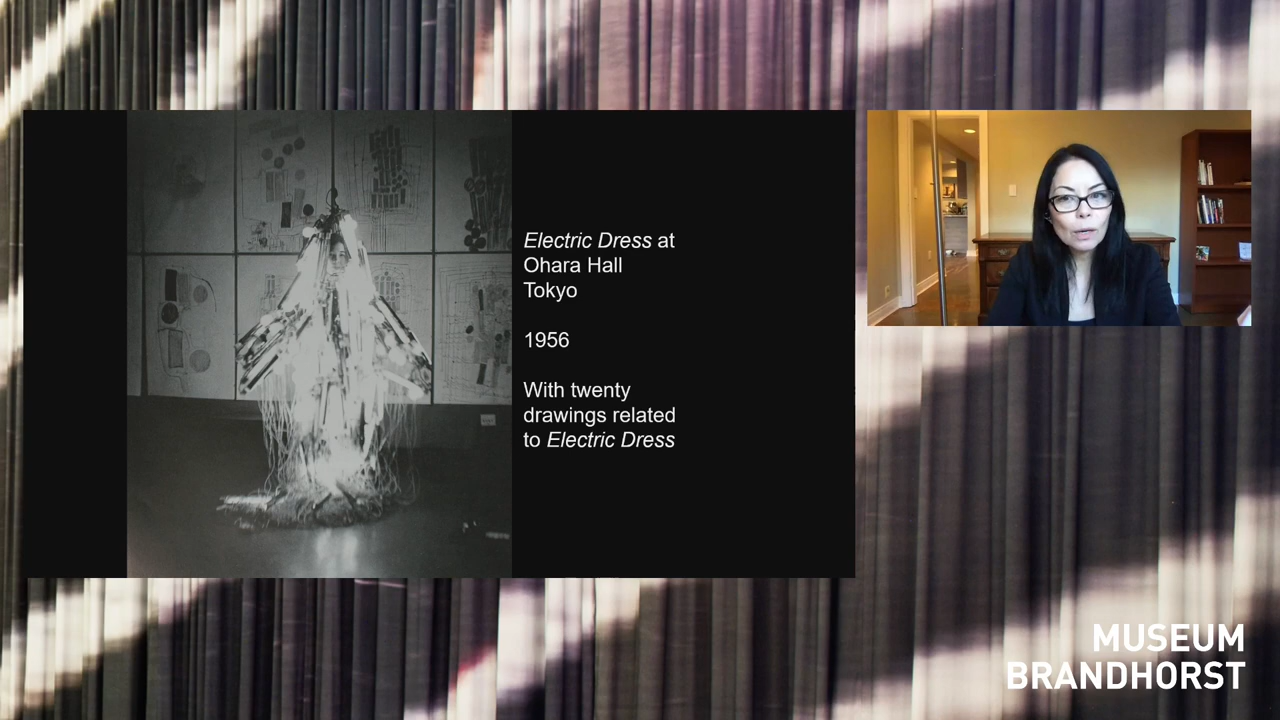 Electric Dress at
Ohara Hall
Tokyo
1956
With twenty
drawings related
to Electric Dress
MUSEUM
BRANDHORST